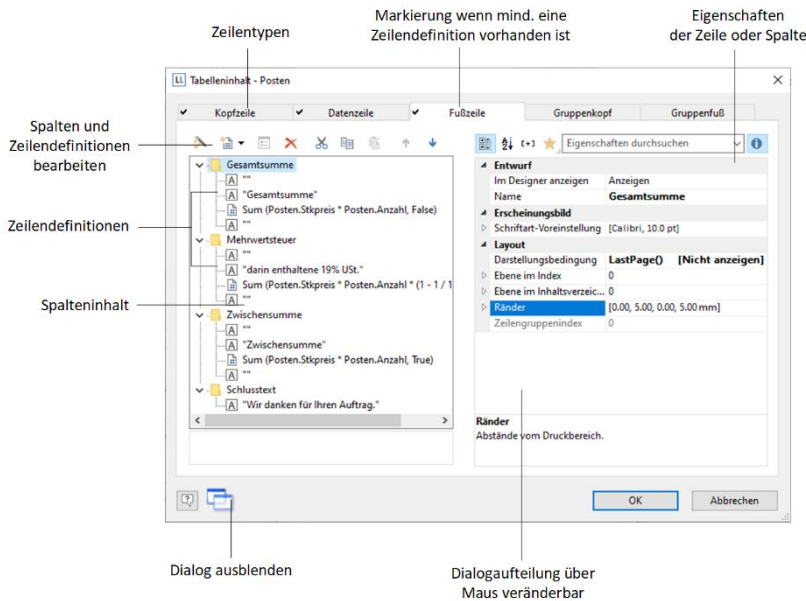 Zeilentypen
Markierung wenn mind. eine
Zeilendefinition vorhanden ist
Eigenschaften
der Zeile oder Spalte
LL Tabelleninhalt - Posten
Kopfzeile
Datenzeile
Fußzeile
Gruppenkopf
Gruppenfuß
Spalten und
Zeilendefinitionen
bearbeiten
Zeilendefinitionen
Spalteninhalt
Gesamtsumme
A ""
A "Gesamtsumme"
Sum (Posten.Stkpreis * Posten.Anzahl, False)
A ""
Mehrwertsteuer
A ""
A "darin enthaltene 19% USt."
Sum (Posten.Stkpreis * Posten.Anzahl * (1 - 1 / 1
A ""
Zwischensumme
A ""
A "Zwischensumme"
Sum (Posten.Stkpreis * Posten.Anzahl, True)
A ""
Schlusstext
A "Wir danken für Ihren Auftrag."
Eigenschaften durchsuchen
Entwurf
Im Designer anzeigen Anzeigen
Name Gesamtsumme
Erscheinungsbild
Schriftart-Voreinstellung [Calibri, 10.0 pt]
Layout
Darstellungsbedingung LastPage() [Nicht anzeigen]
Ebene im Index 0
Ebene im Inhaltsverzeic... 0
Ränder [0.00, 5.00, 0.00, 5.00 mm]
Zeilengruppenindex 0
Ränder
Abstände vom Druckbereich.
OK
Abbrechen
Dialog ausblenden
Dialogaufteilung über
Maus veränderbar